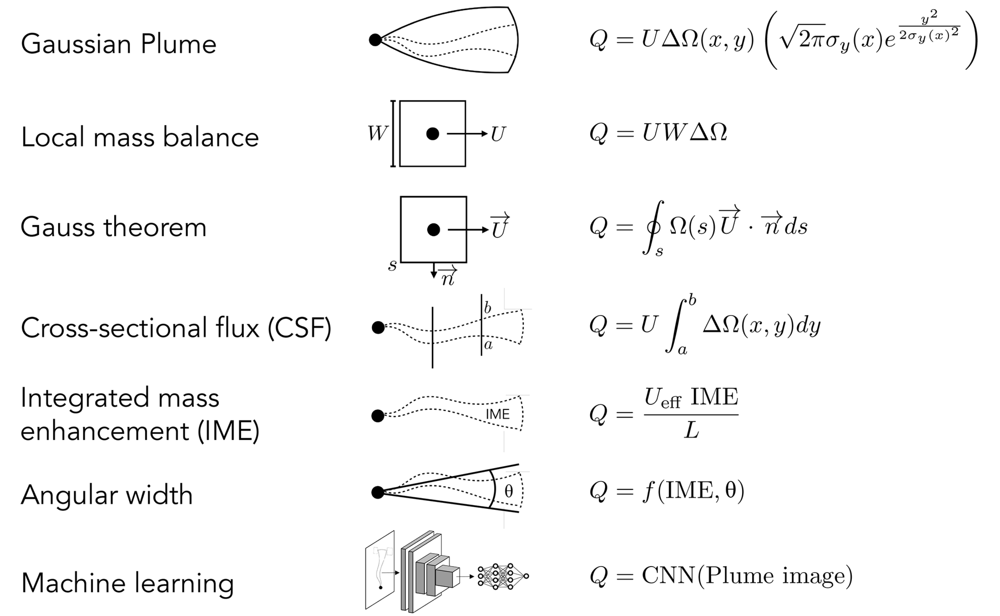 Gaussian Plume
Q = UΔΩ(x, y) (√2π σ_y(x) e^{y²/2σ_y(x)²})
Local mass balance
W
U
Q = UWΔΩ
Gauss theorem
U⃗
s
n⃗
Q = ∮_s Ω(s) U⃗ · n⃗ ds
Cross-sectional flux (CSF)
b
a
Q = U ∫_a^b ΔΩ(x, y)dy
Integrated mass
enhancement (IME)
IME
Q = U_eff IME / L
Angular width
θ
Q = f(IME, θ)
Machine learning
Q = CNN(Plume image)